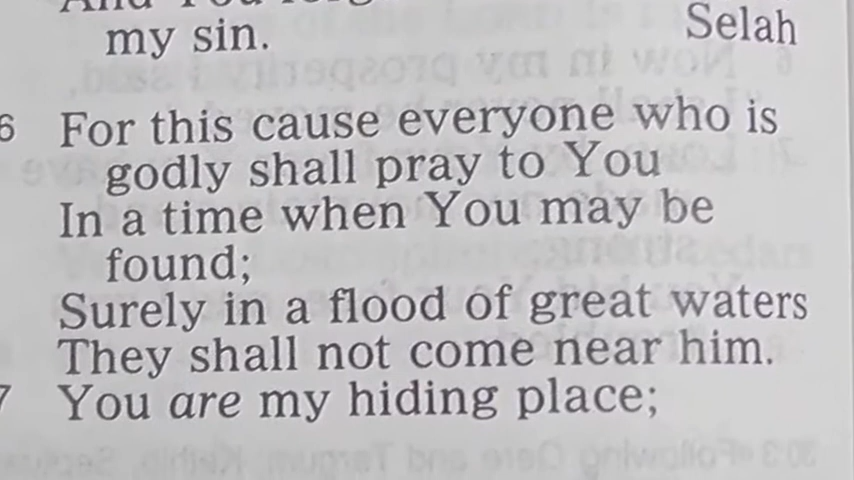 my sin. Selah
6 For this cause everyone who is
godly shall pray to You
In a time when You may be
found;
Surely in a flood of great waters
They shall not come near him.
7 You are my hiding place;